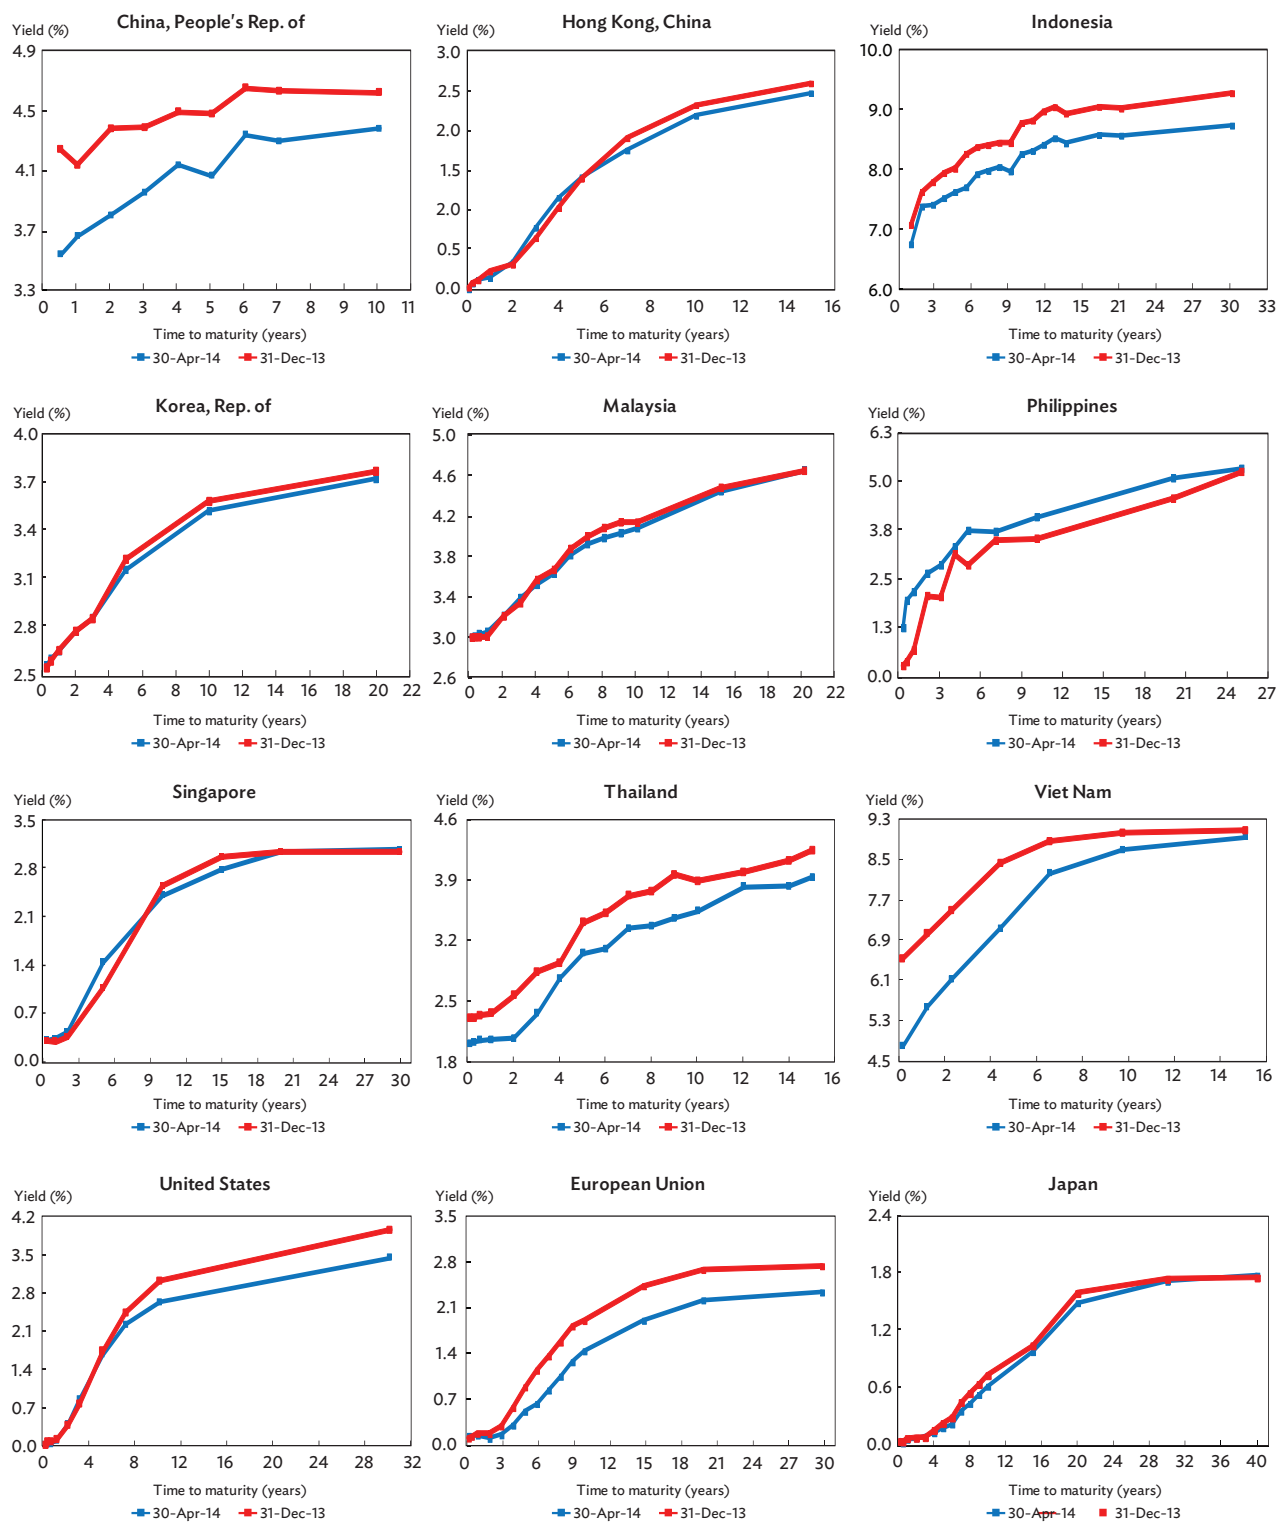 China, People's Rep. of
Yield (%)
4.9
4.5
4.1
3.7
3.3
0 1 1 2 3 4 5 6 7 8 9 10 11
Time to maturity (years)
30-Apr-14 31-Dec-13
Hong Kong, China
Yield (%)
3.0
2.5
2.0
1.5
2.0
0.5
0.0
0 2 4 6 8 10 12 14 16
Time to maturity (years)
30-Apr-14 31-Dec-13
Indonesia
Yield (%)
10.0
9.0
8.0
7.0
6.0
0 3 6 9 12 15 18 21 24 27 30 33
Time to maturity (years)
30-Apr-14 31-Dec-13
Korea, Rep. of
Yield (%)
4.0
3.7
3.4
3.1
2.8
2.5
0 2 4 6 8 10 12 14 16 18 20 22
Time to maturity (years)
30-Apr-14 31-Dec-13
Malaysia
Yield (%)
5.0
4.6
4.2
3.8
3.4
3.0
2.6
0 2 4 6 8 10 12 14 16 18 20 22
Time to maturity (years)
30-Apr-14 31-Dec-13
Philippines
Yield (%)
6.3
5.0
3.8
2.5
1.3
0.0
0 3 6 9 12 15 18 21 24 27
Time to maturity (years)
30-Apr-14 31-Dec-13
Singapore
Yield (%)
3.5
2.8
2.1
1.4
0.7
0.0
0 3 6 9 12 15 18 21 24 27 30
Time to maturity (years)
30-Apr-14 31-Dec-13
Thailand
Yield (%)
4.6
3.9
3.2
2.5
1.8
0 2 4 6 8 10 12 14 16
Time to maturity (years)
30-Apr-14 31-Dec-13
Viet Nam
Yield (%)
9.3
8.5
7.7
6.9
6.1
5.3
4.5
0 2 4 6 8 10 12 14 16
Time to maturity (years)
30-Apr-14 31-Dec-13
United States
Yield (%)
4.2
3.5
2.8
2.1
1.4
0.7
0.0
0 4 8 12 16 20 24 28 32
Time to maturity (years)
30-Apr-14 31-Dec-13
European Union
Yield (%)
3.5
2.8
2.1
1.4
0.7
0.0
0 3 6 9 12 15 18 21 24 27 30
Time to maturity (years)
30-Apr-14 31-Dec-13
Japan
Yield (%)
2.4
1.8
1.2
0.6
0.0
0 4 8 12 16 20 24 28 32 36 40
Time to maturity (years)
30-Apr-14 31-Dec-13